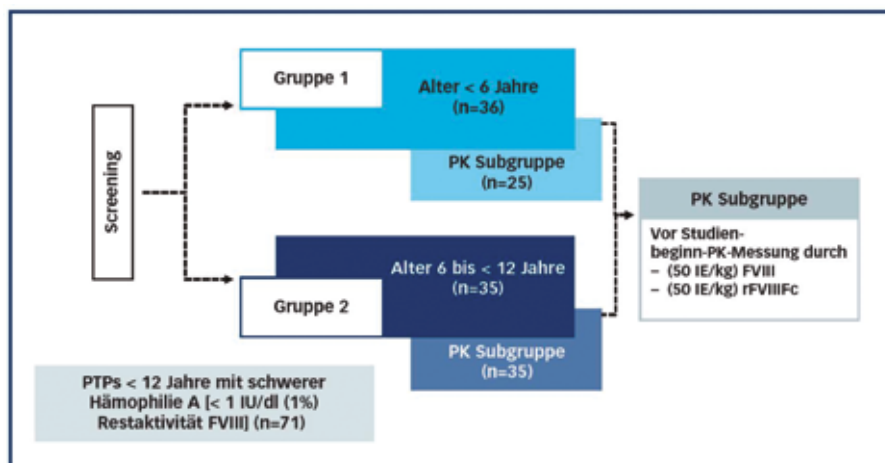 Screening
Gruppe 1
Alter < 6 Jahre
(n=36)
PK Subgruppe
(n=25)
Alter 6 bis < 12 Jahre
(n=35)
Gruppe 2
PK Subgruppe
(n=35)
PK Subgruppe
Vor Studien-
beginn-PK-Messung durch
– (50 IE/kg) FVIII
– (50 IE/kg) rFVIIIFc
PTPs < 12 Jahre mit schwerer
Hämophilie A [< 1 IU/dl (1%)
Restaktivität FVIII] (n=71)